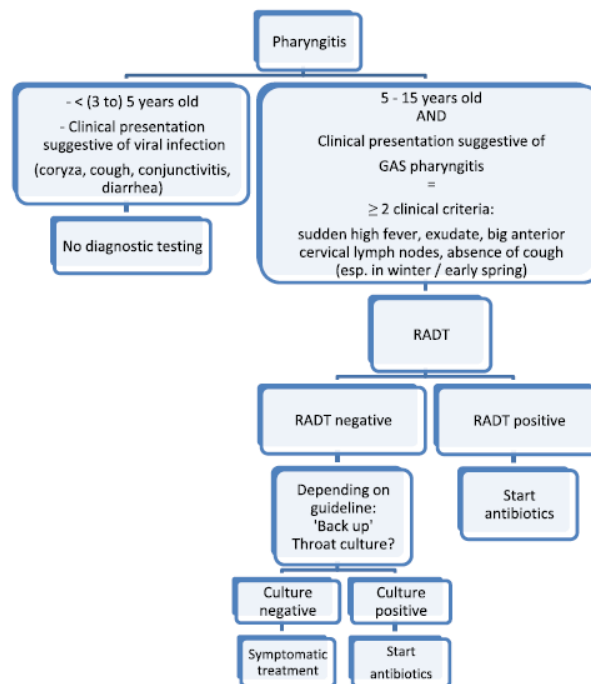 Pharyngitis
- < (3 to) 5 years old
- Clinical presentation
suggestive of viral infection
(coryza, cough, conjunctivitis,
diarrhea)
No diagnostic testing
5 - 15 years old
AND
Clinical presentation suggestive of
GAS pharyngitis
=
≥ 2 clinical criteria:
sudden high fever, exudate, big anterior
cervical lymph nodes, absence of cough
(esp. in winter / early spring)
RADT
RADT negative
RADT positive
Depending on
guideline:
'Back up'
Throat culture?
Start
antibiotics
Culture
negative
Culture
positive
Symptomatic
treatment
Start
antibiotics